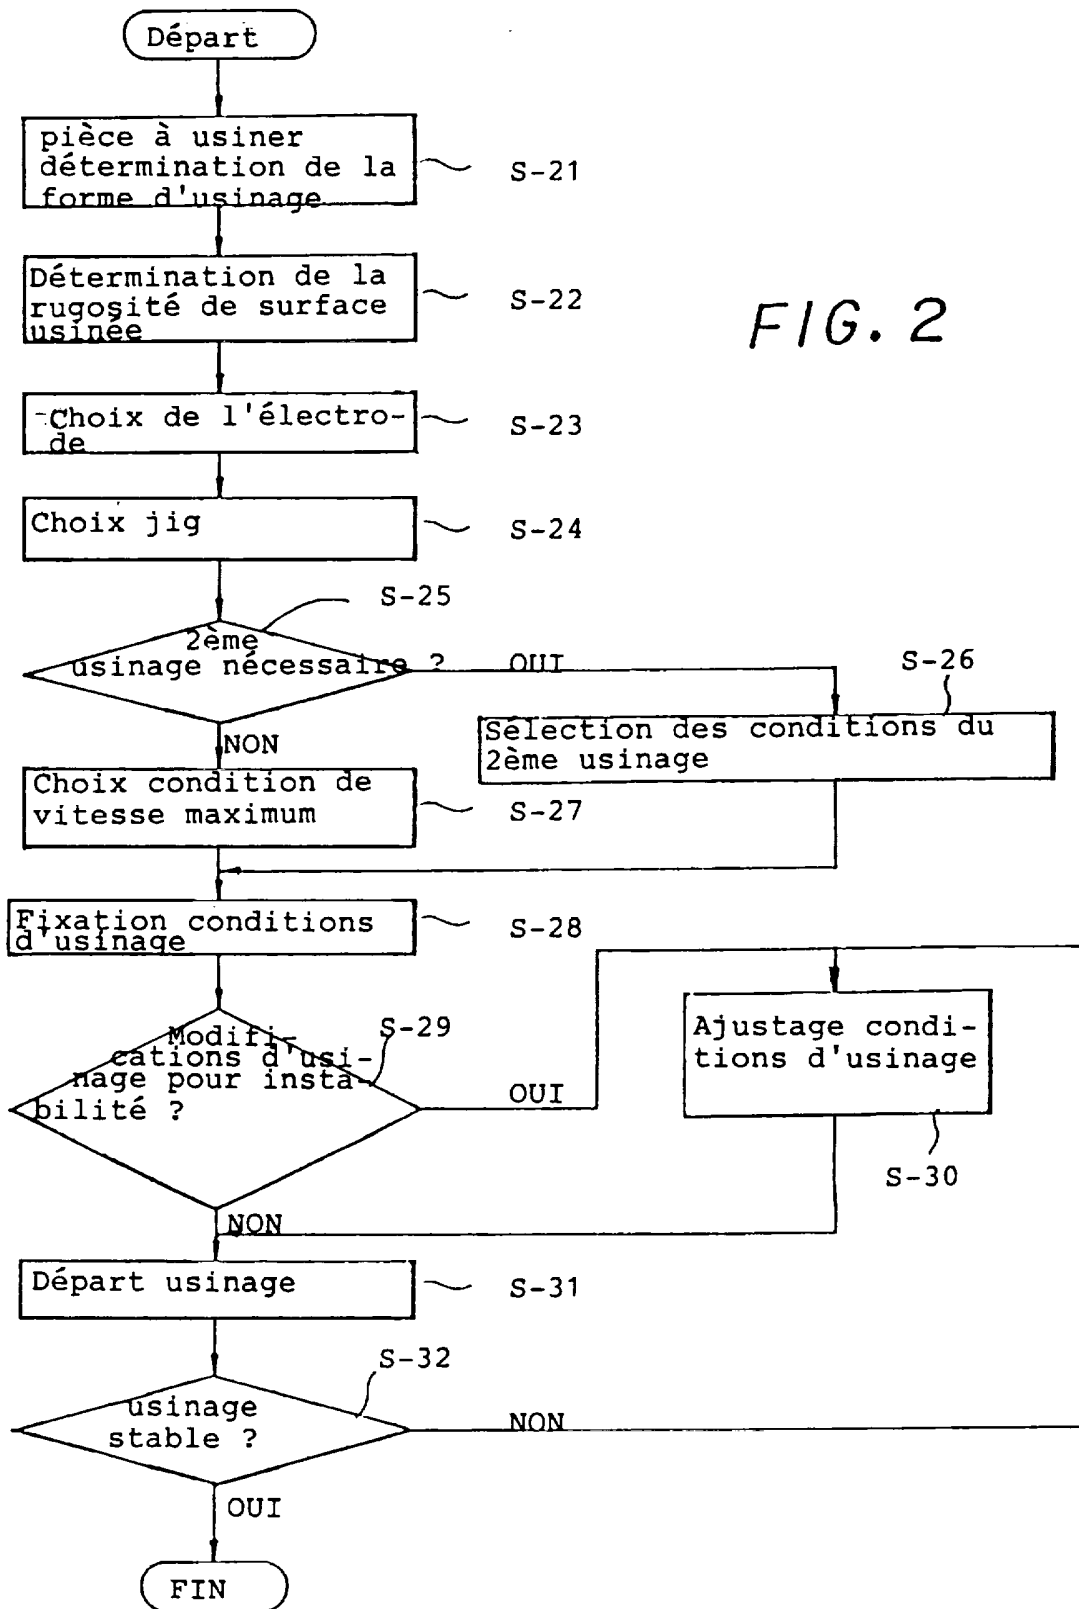 Départ
pièce à usiner
détermination de la
forme d'usinage
S-21
Détermination de la
rugosité de surface
usinée
S-22
FIG. 2
Choix de l'électro-
de
S-23
Choix jig
S-24
S-25
2ème
usinage nécessaire ?
OUI
S-26
Sélection des conditions du
2ème usinage
NON
Choix condition de
vitesse maximum
S-27
Fixation conditions
d'usinage
S-28
S-29
Modifi-
cations d'usi-
nage pour insta-
bilité ?
OUI
Ajustage condi-
tions d'usinage
S-30
NON
Départ usinage
S-31
S-32
usinage
stable ?
NON
OUI
FIN